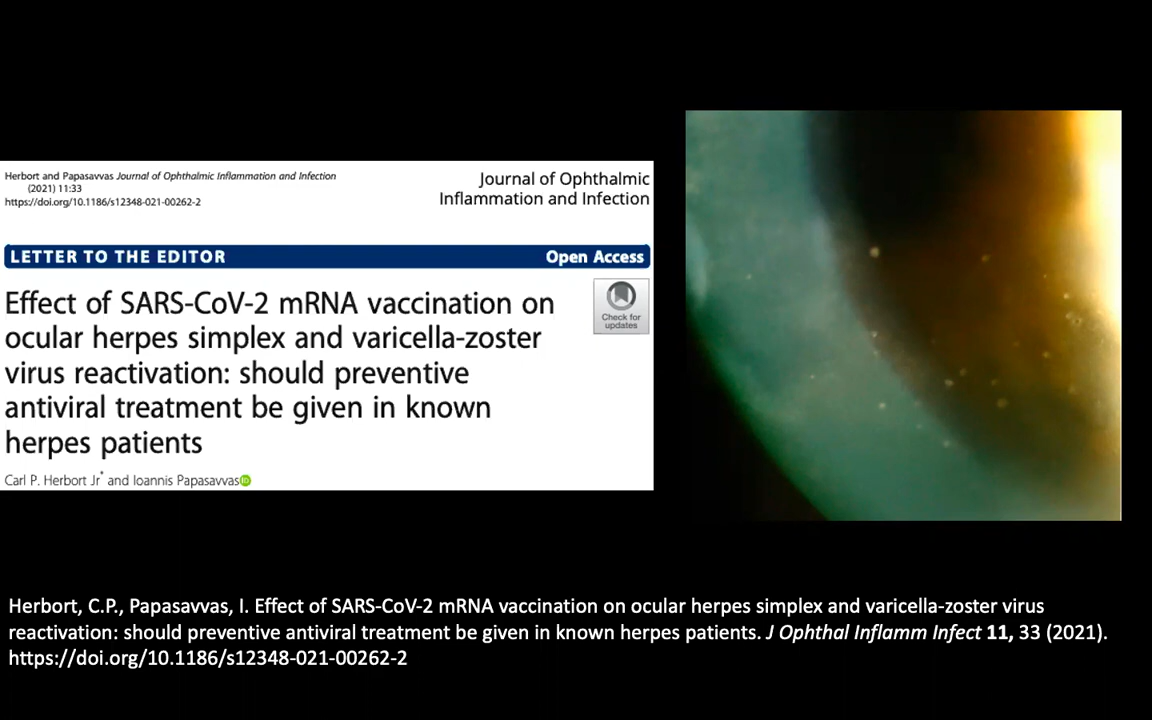 Herbort and Papasavvas Journal of Ophthalmic Inflammation and Infection
(2021) 11:33
https://doi.org/10.1186/s12348-021-00262-2
Journal of Ophthalmic
Inflammation and Infection
LETTER TO THE EDITOR
Open Access
Effect of SARS-CoV-2 mRNA vaccination on
ocular herpes simplex and varicella-zoster
virus reactivation: should preventive
antiviral treatment be given in known
herpes patients
Check for
updates
Carl P. Herbort Jr* and Ioannis Papasavvas
iD
Herbort, C.P., Papasavvas, I. Effect of SARS-CoV-2 mRNA vaccination on ocular herpes simplex and varicella-zoster virus
reactivation: should preventive antiviral treatment be given in known herpes patients. J Ophthal Inflamm Infect 11, 33 (2021).
https://doi.org/10.1186/s12348-021-00262-2